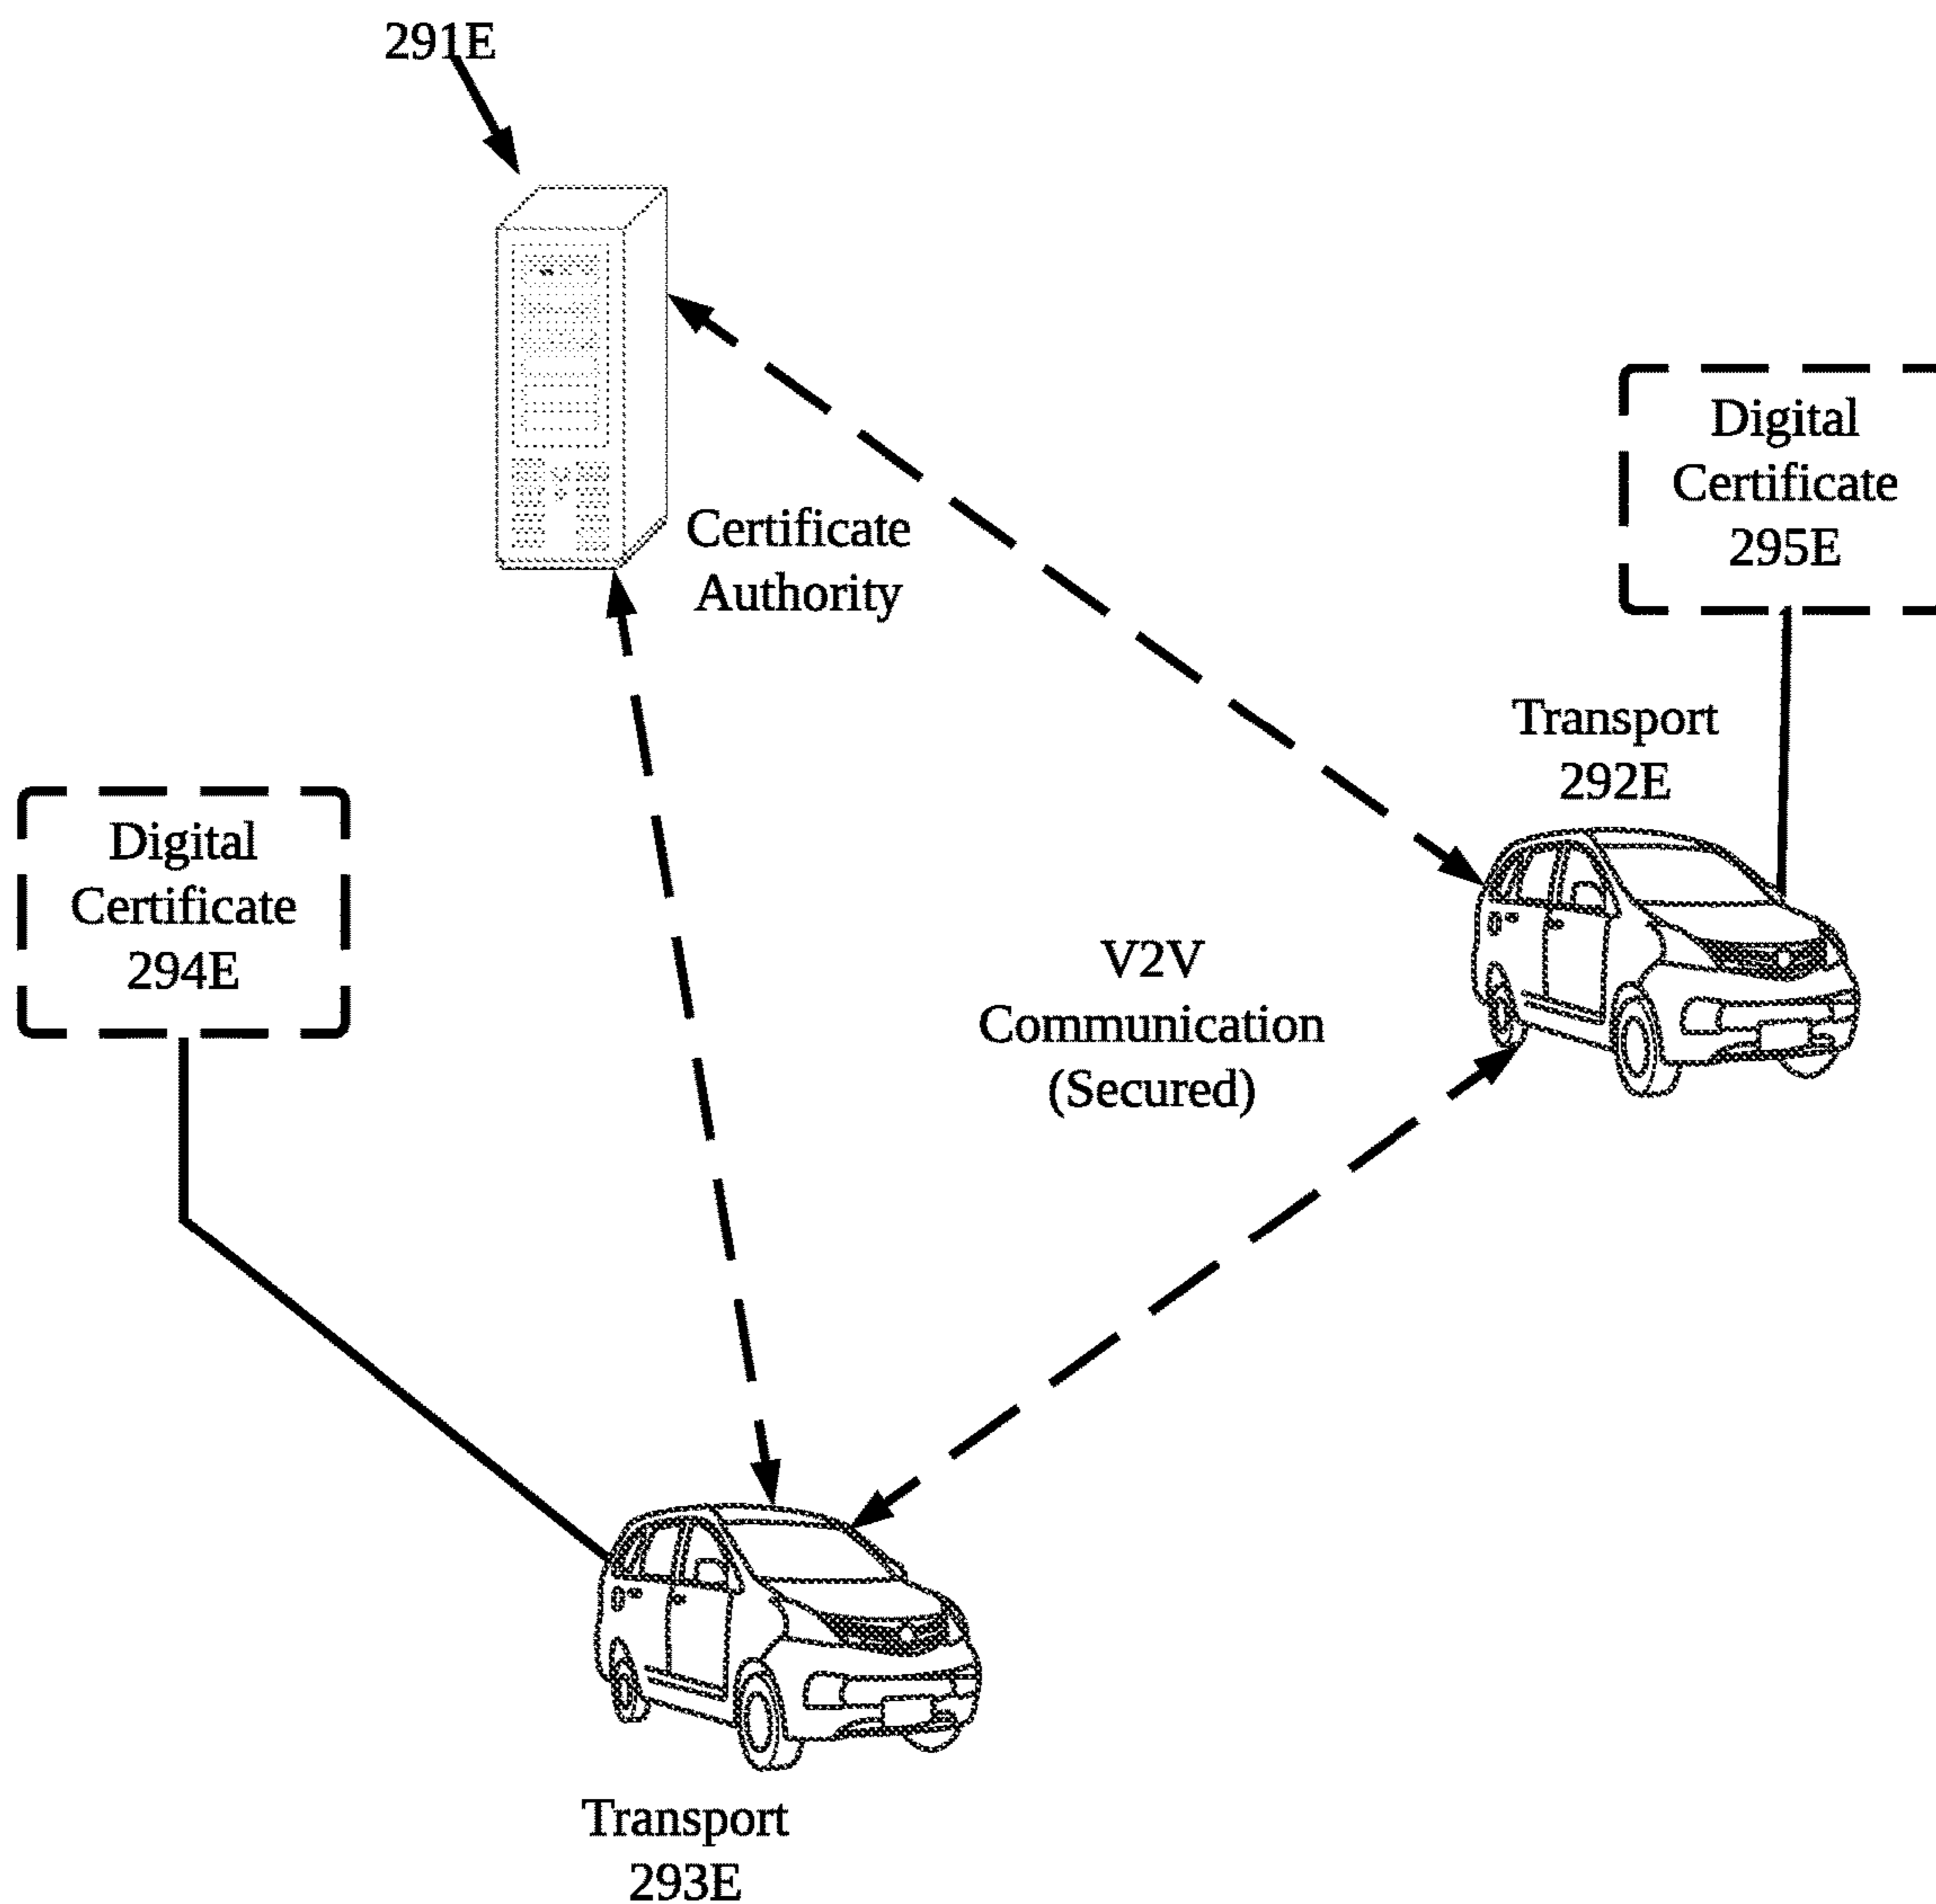 291E
Certificate
Authority
Digital
Certificate
295E
Transport
292E
Digital
Certificate
294E
V2V
Communication
(Secured)
Transport
293E